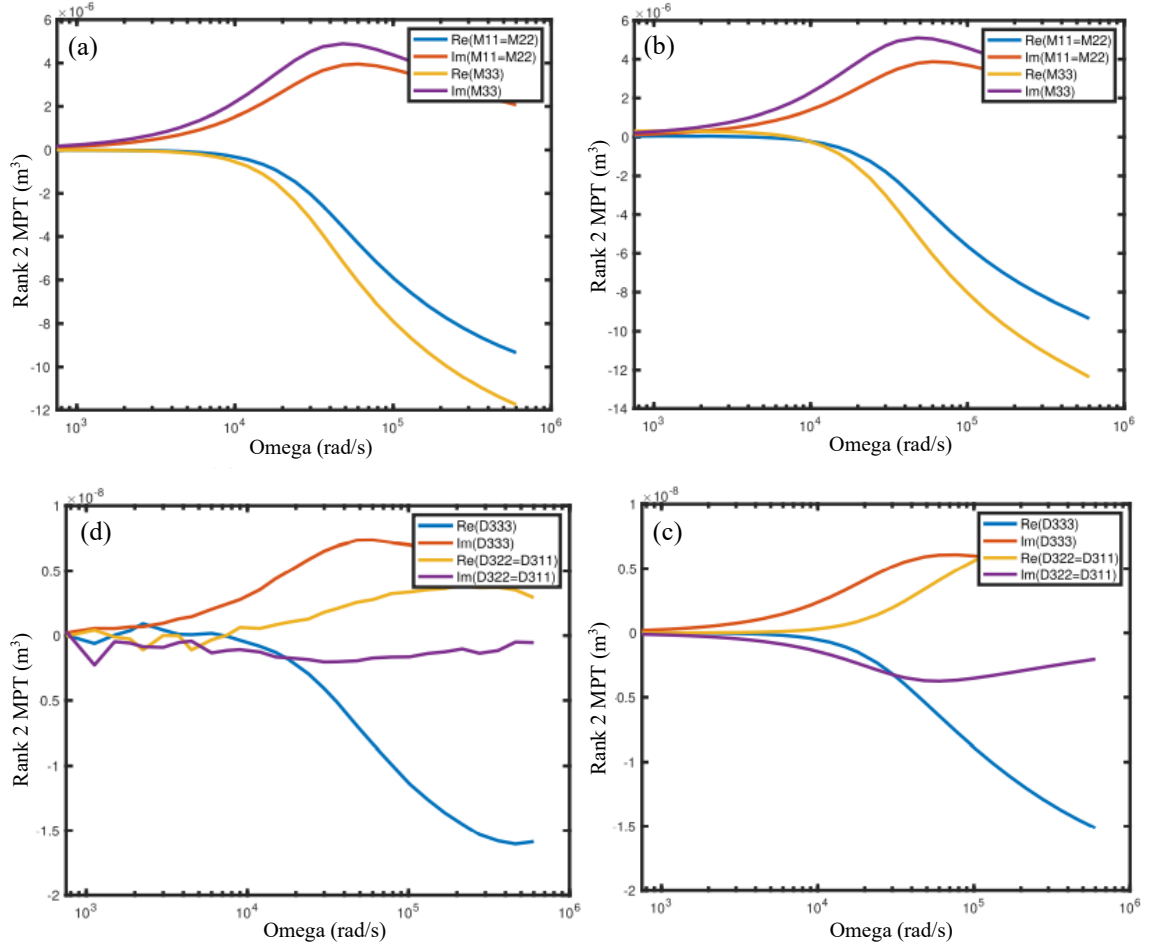 ×10⁻⁶
(a)
Re(M11=M22)
Im(M11=M22)
Re(M33)
Im(M33)
6
4
2
0
-2
-4
-6
-8
-10
-12
Rank 2 MPT (m³)
10³
10⁴
10⁵
10⁶
Omega (rad/s)
×10⁻⁶
(b)
Re(M11=M22)
Im(M11=M22)
Re(M33)
Im(M33)
6
4
2
0
-2
-4
-6
-8
-10
-12
-14
Rank 2 MPT (m³)
10³
10⁴
10⁵
10⁶
Omega (rad/s)
×10⁻⁸
(d)
Re(D333)
Im(D333)
Re(D322=D311)
Im(D322=D311)
1
0.5
0
0.5
-1
1.5
-2
Rank 2 MPT (m³)
10³
10⁴
10⁵
10⁶
Omega (rad/s)
×10⁻⁸
(c)
Re(D333)
Im(D333)
Re(D322=D311)
Im(D322=D311)
1
0.5
0
0.5
-1
1.5
-2
Rank 2 MPT (m³)
10³
10⁴
10⁵
10⁶
Omega (rad/s)